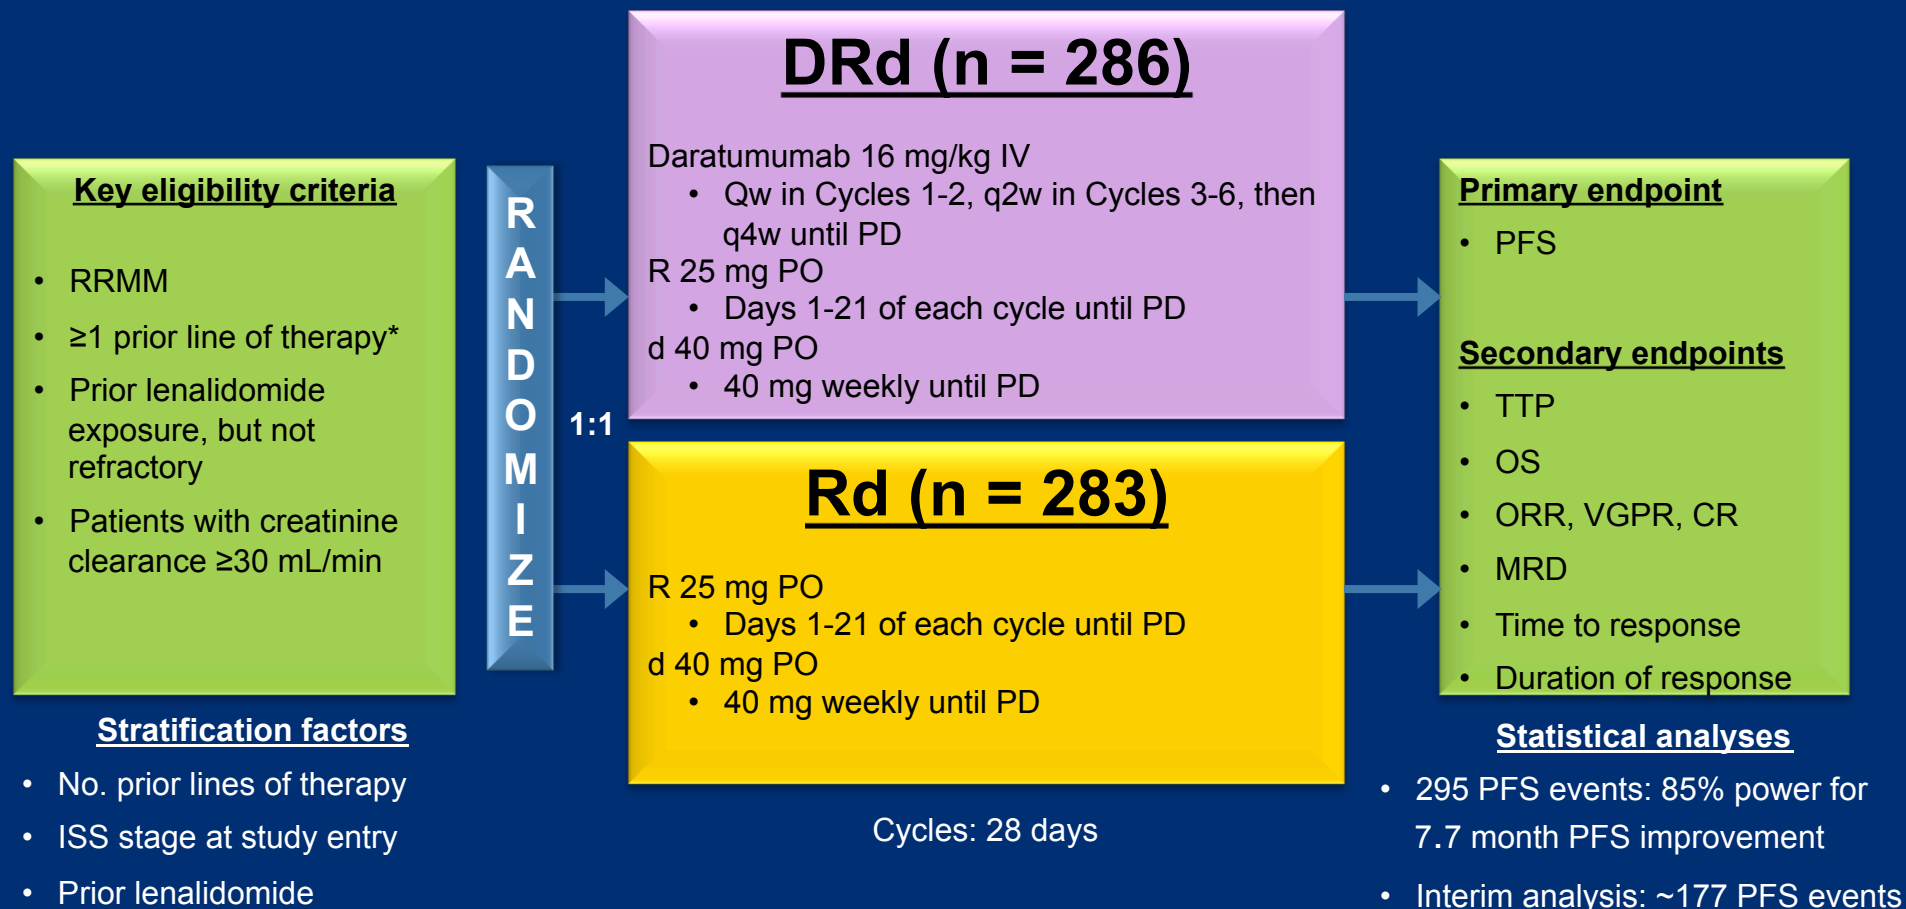 Key eligibility criteria
• RRMM
• ≥1 prior line of therapy*
• Prior lenalidomide
exposure, but not
refractory
• Patients with creatinine
clearance ≥30 mL/min
Stratification factors
• No. prior lines of therapy
• ISS stage at study entry
• Prior lenalidomide
R
A
N
D
O
M
I
Z
E
1:1
DRd (n = 286)
Daratumumab 16 mg/kg IV
• Qw in Cycles 1-2, q2w in Cycles 3-6, then
q4w until PD
R 25 mg PO
• Days 1-21 of each cycle until PD
d 40 mg PO
• 40 mg weekly until PD
Rd (n = 283)
R 25 mg PO
• Days 1-21 of each cycle until PD
d 40 mg PO
• 40 mg weekly until PD
Cycles: 28 days
Primary endpoint
• PFS
Secondary endpoints
• TTP
• OS
• ORR, VGPR, CR
• MRD
• Time to response
• Duration of response
Statistical analyses
• 295 PFS events: 85% power for
7.7 month PFS improvement
• Interim analysis: ~177 PFS events